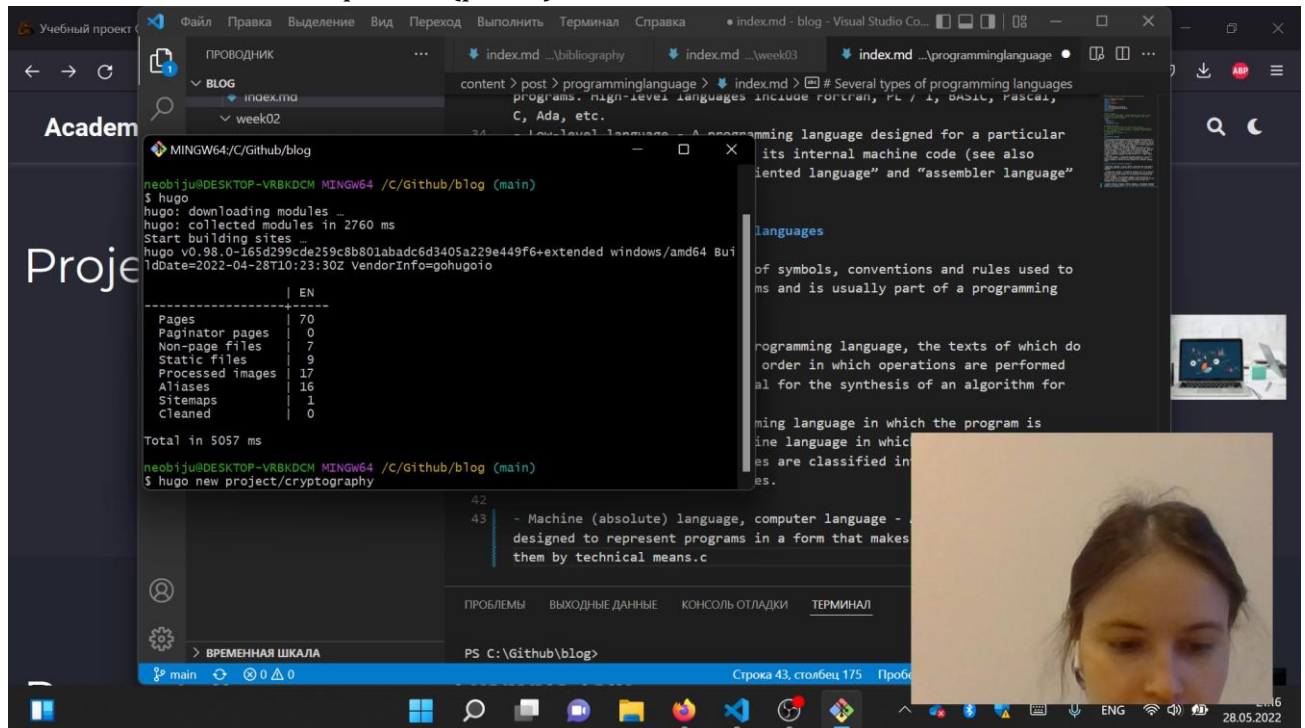 Учебный проект
Файл Правка Выделение Вид Переход Выполнить Терминал Справка
● index.md - blog - Visual Studio Co...
ПРОВОДНИК
index.md ...\bibliography
index.md ...\week03
index.md ...\programminglanguage ●
BLOG
index.md
week02
content > post > programminglanguage > index.md > # Several types of programming languages
programs. High-level languages include Fortran, PL / 1, BASIC, Pascal,
C, Ada, etc.
34 - Low-level language - A programming language designed for a particular
its internal machine code (see also
iented language” and “assembler language”
languages
of symbols, conventions and rules used to
ms and is usually part of a programming
rogramming language, the texts of which do
order in which operations are performed
al for the synthesis of an algorithm for
ming language in which the program is
ine language in whic
es are classified in
es.
42
43 - Machine (absolute) language, computer language -
designed to represent programs in a form that makes
them by technical means.c
Academ
Proje
MINGW64:/C/Github/blog
neobiju@DESKTOP-VRBKDCM MINGW64 /C/Github/blog (main)
$ hugo
hugo: downloading modules …
hugo: collected modules in 2760 ms
Start building sites …
hugo v0.98.0-165d299cde259c8b801abadc6d3405a229e449f6+extended windows/amd64 Bui
ldDate=2022-04-28T10:23:30Z VendorInfo=gohugoio
| EN
-------------------+-----
Pages | 70
Paginator pages | 0
Non-page files | 7
Static files | 9
Processed images | 17
Aliases | 16
Sitemaps | 1
Cleaned | 0
Total in 5057 ms
neobiju@DESKTOP-VRBKDCM MINGW64 /C/Github/blog (main)
$ hugo new project/cryptography
ПРОБЛЕМЫ ВЫХОДНЫЕ ДАННЫЕ КОНСОЛЬ ОТЛАДКИ ТЕРМИНАЛ
PS C:\Github\blog>
ВРЕМЕННАЯ ШКАЛА
main 0 0 Строка 43, столбец 175
ABP
1
ENG
28.05.2022